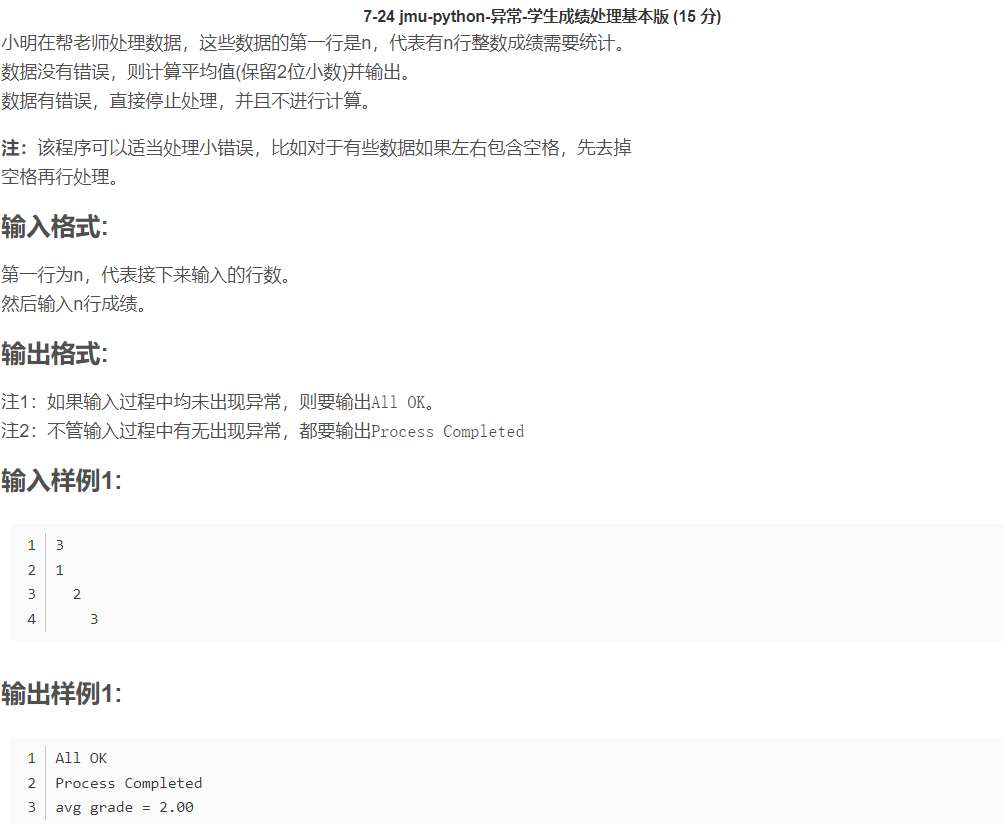 7-24 jmu-python-异常-学生成绩处理基本版 (15 分)
小明在帮老师处理数据，这些数据的第一行是n，代表有n行整数成绩需要统计。
数据没有错误，则计算平均值(保留2位小数)并输出。
数据有错误，直接停止处理，并且不进行计算。
注：该程序可以适当处理小错误，比如对于有些数据如果左右包含空格，先去掉
空格再行处理。
输入格式:
第一行为n，代表接下来输入的行数。
然后输入n行成绩。
输出格式:
注1：如果输入过程中均未出现异常，则要输出All OK。
注2：不管输入过程中有无出现异常，都要输出Process Completed
输入样例1:
1 3
2 1
3   2
4     3
输出样例1:
1 All OK
2 Process Completed
3 avg grade = 2.00